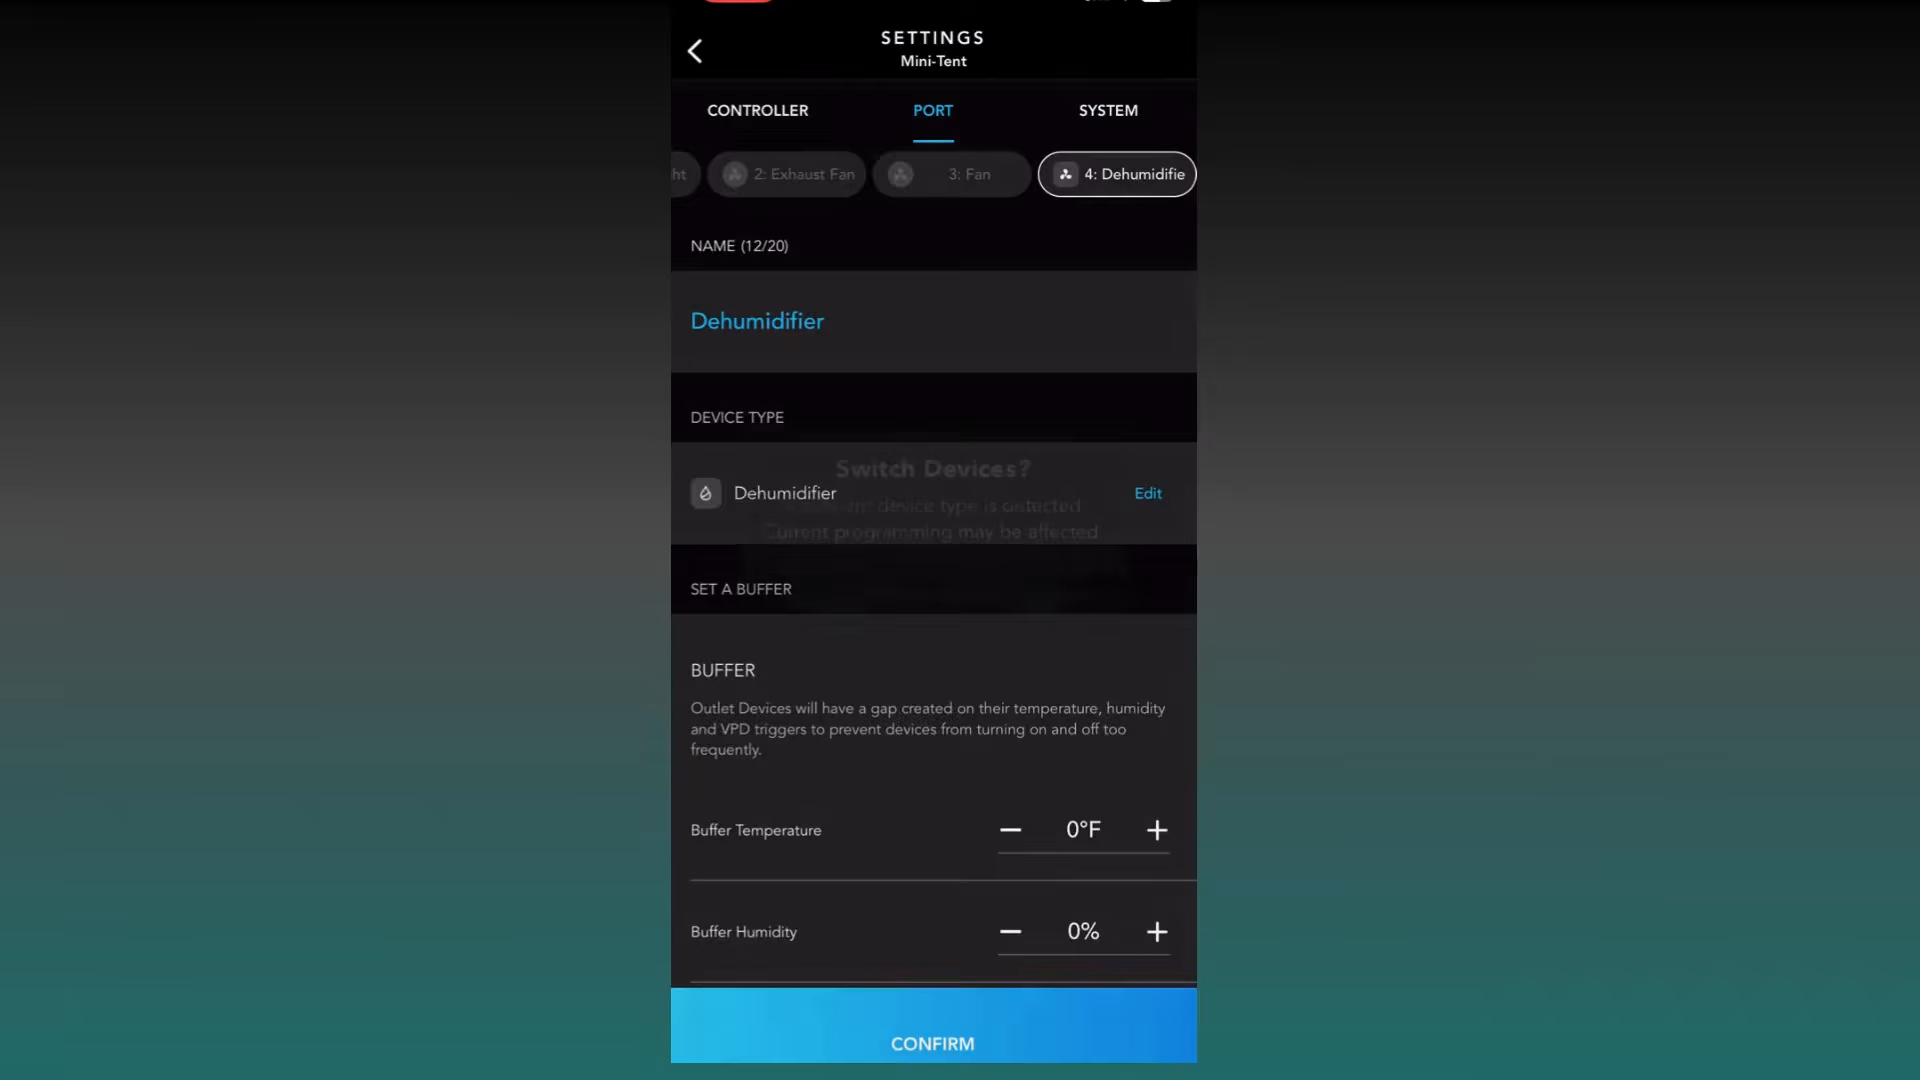 SETTINGS
Mini-Tent
CONTROLLER
PORT
SYSTEM
ht
2: Exhaust Fan
3: Fan
4: Dehumidifie
NAME (12/20)
Dehumidifier
DEVICE TYPE
Switch Devices?
Dehumidifier
Edit
device type is detected
Current programming may be affected
SET A BUFFER
BUFFER
Outlet Devices will have a gap created on their temperature, humidity
and VPD triggers to prevent devices from turning on and off too
frequently.
Buffer Temperature
0°F
Buffer Humidity
0%
CONFIRM